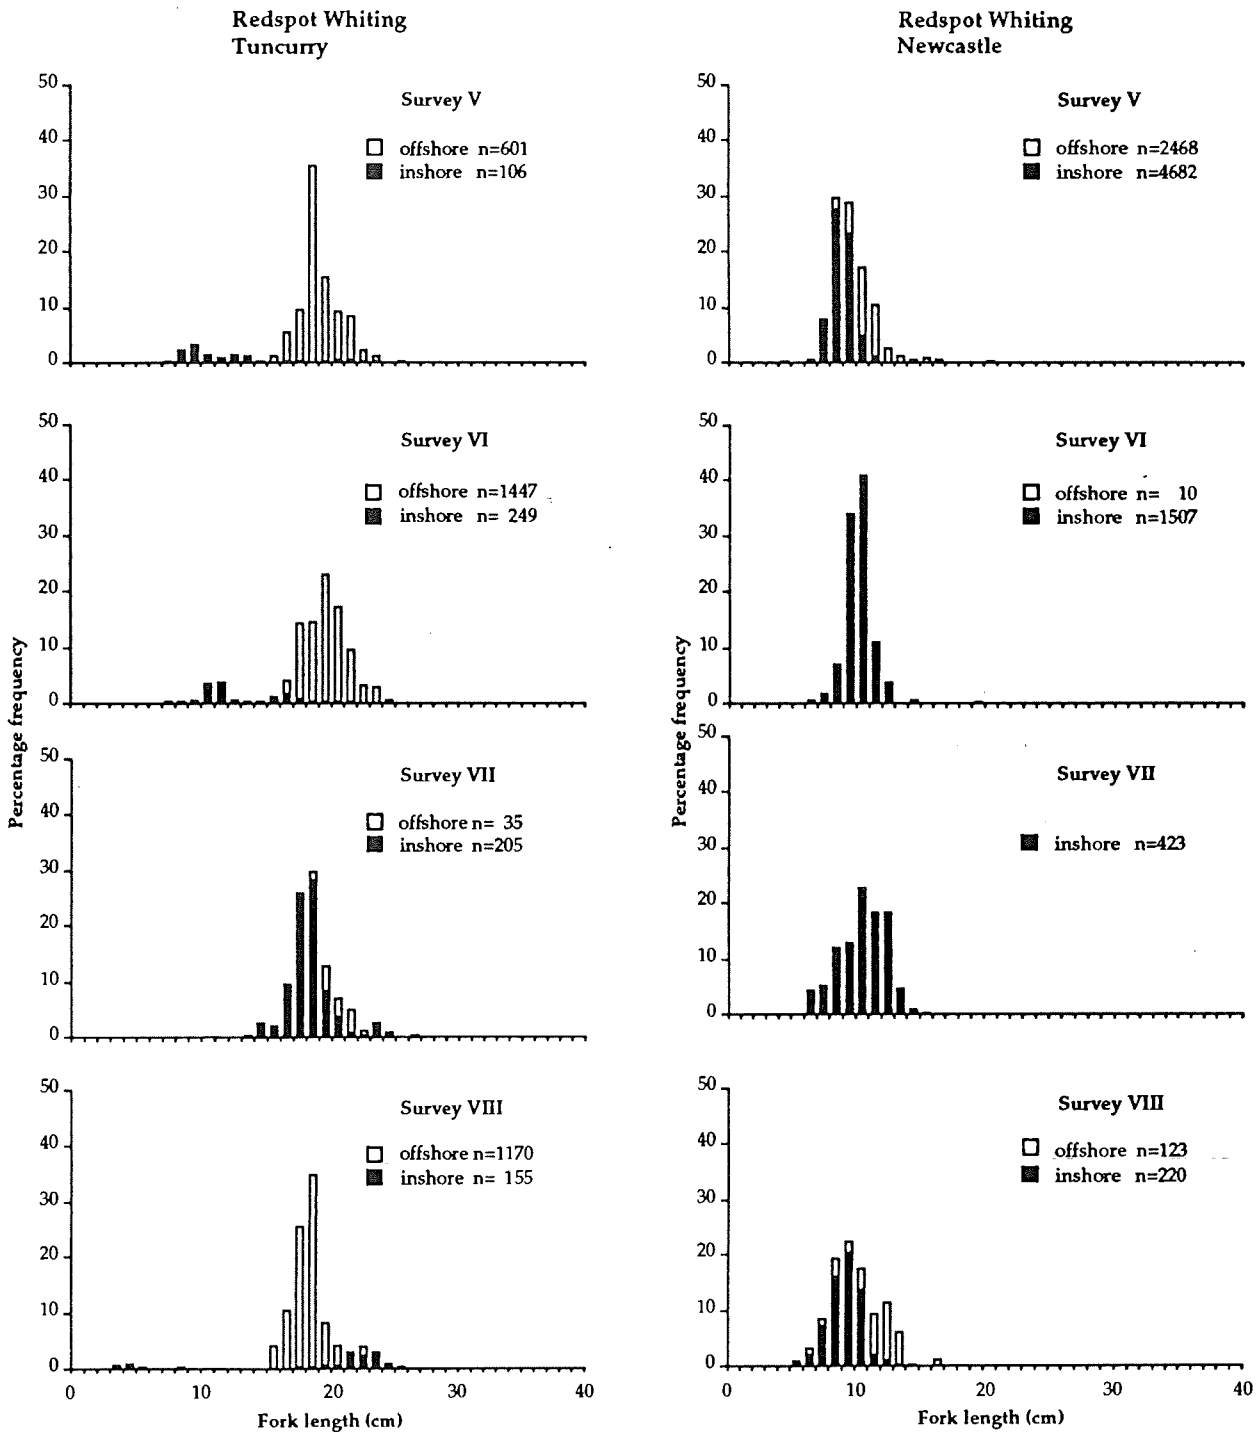 Redspot Whiting
Tuncurry
50
40
30
20
10
0
Survey V
offshore n=601
inshore n=106
50
40
30
20
10
0
Survey VI
offshore n=1447
inshore n= 249
50
40
30
20
10
0
Survey VII
offshore n= 35
inshore n=205
50
40
30
20
10
0
Survey VIII
offshore n=1170
inshore n= 155
0 10 20 30 40
Fork length (cm)
Percentage frequency
Redspot Whiting
Newcastle
50
40
30
20
10
0
Survey V
offshore n=2468
inshore n=4682
50
40
30
20
10
0
Survey VI
offshore n= 10
inshore n=1507
50
40
30
20
10
0
Survey VII
inshore n=423
50
40
30
20
10
0
Survey VIII
offshore n=123
inshore n=220
0 10 20 30 40
Fork length (cm)
Percentage frequency